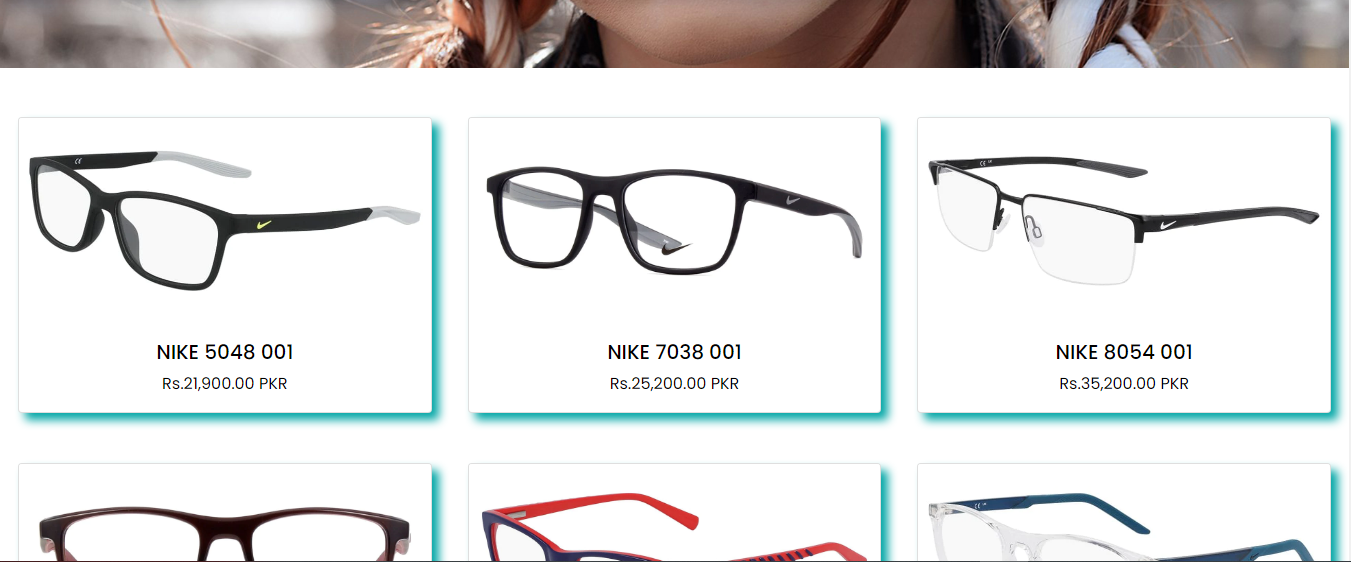 NIKE 5048 001
NIKE 7038 001
NIKE 8054 001
Rs.21,900.00 PKR
Rs.25,200.00 PKR
Rs.35,200.00 PKR